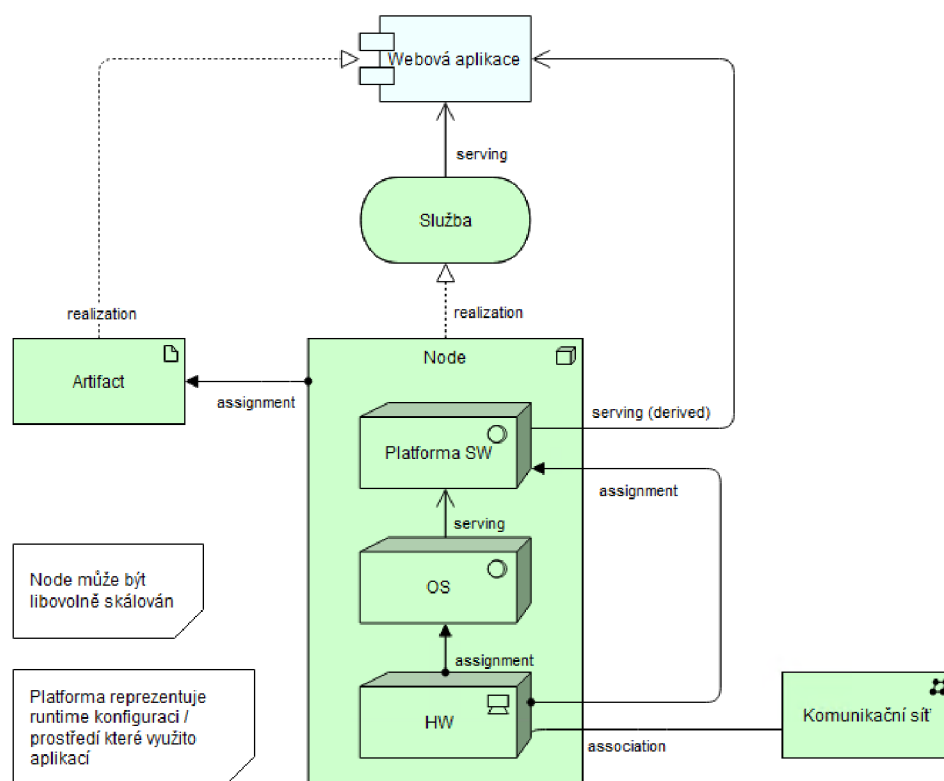 Webová aplikace
serving
Služba
realization
realization
Node
Artifact
assignment
serving (derived)
Platforma SW
assignment
serving
Node může být
libovolně skálován
OS
assignment
Platforma reprezentuje
runtime konfiguraci /
prostředí které využito
aplikací
HW
Komunikační síť
association